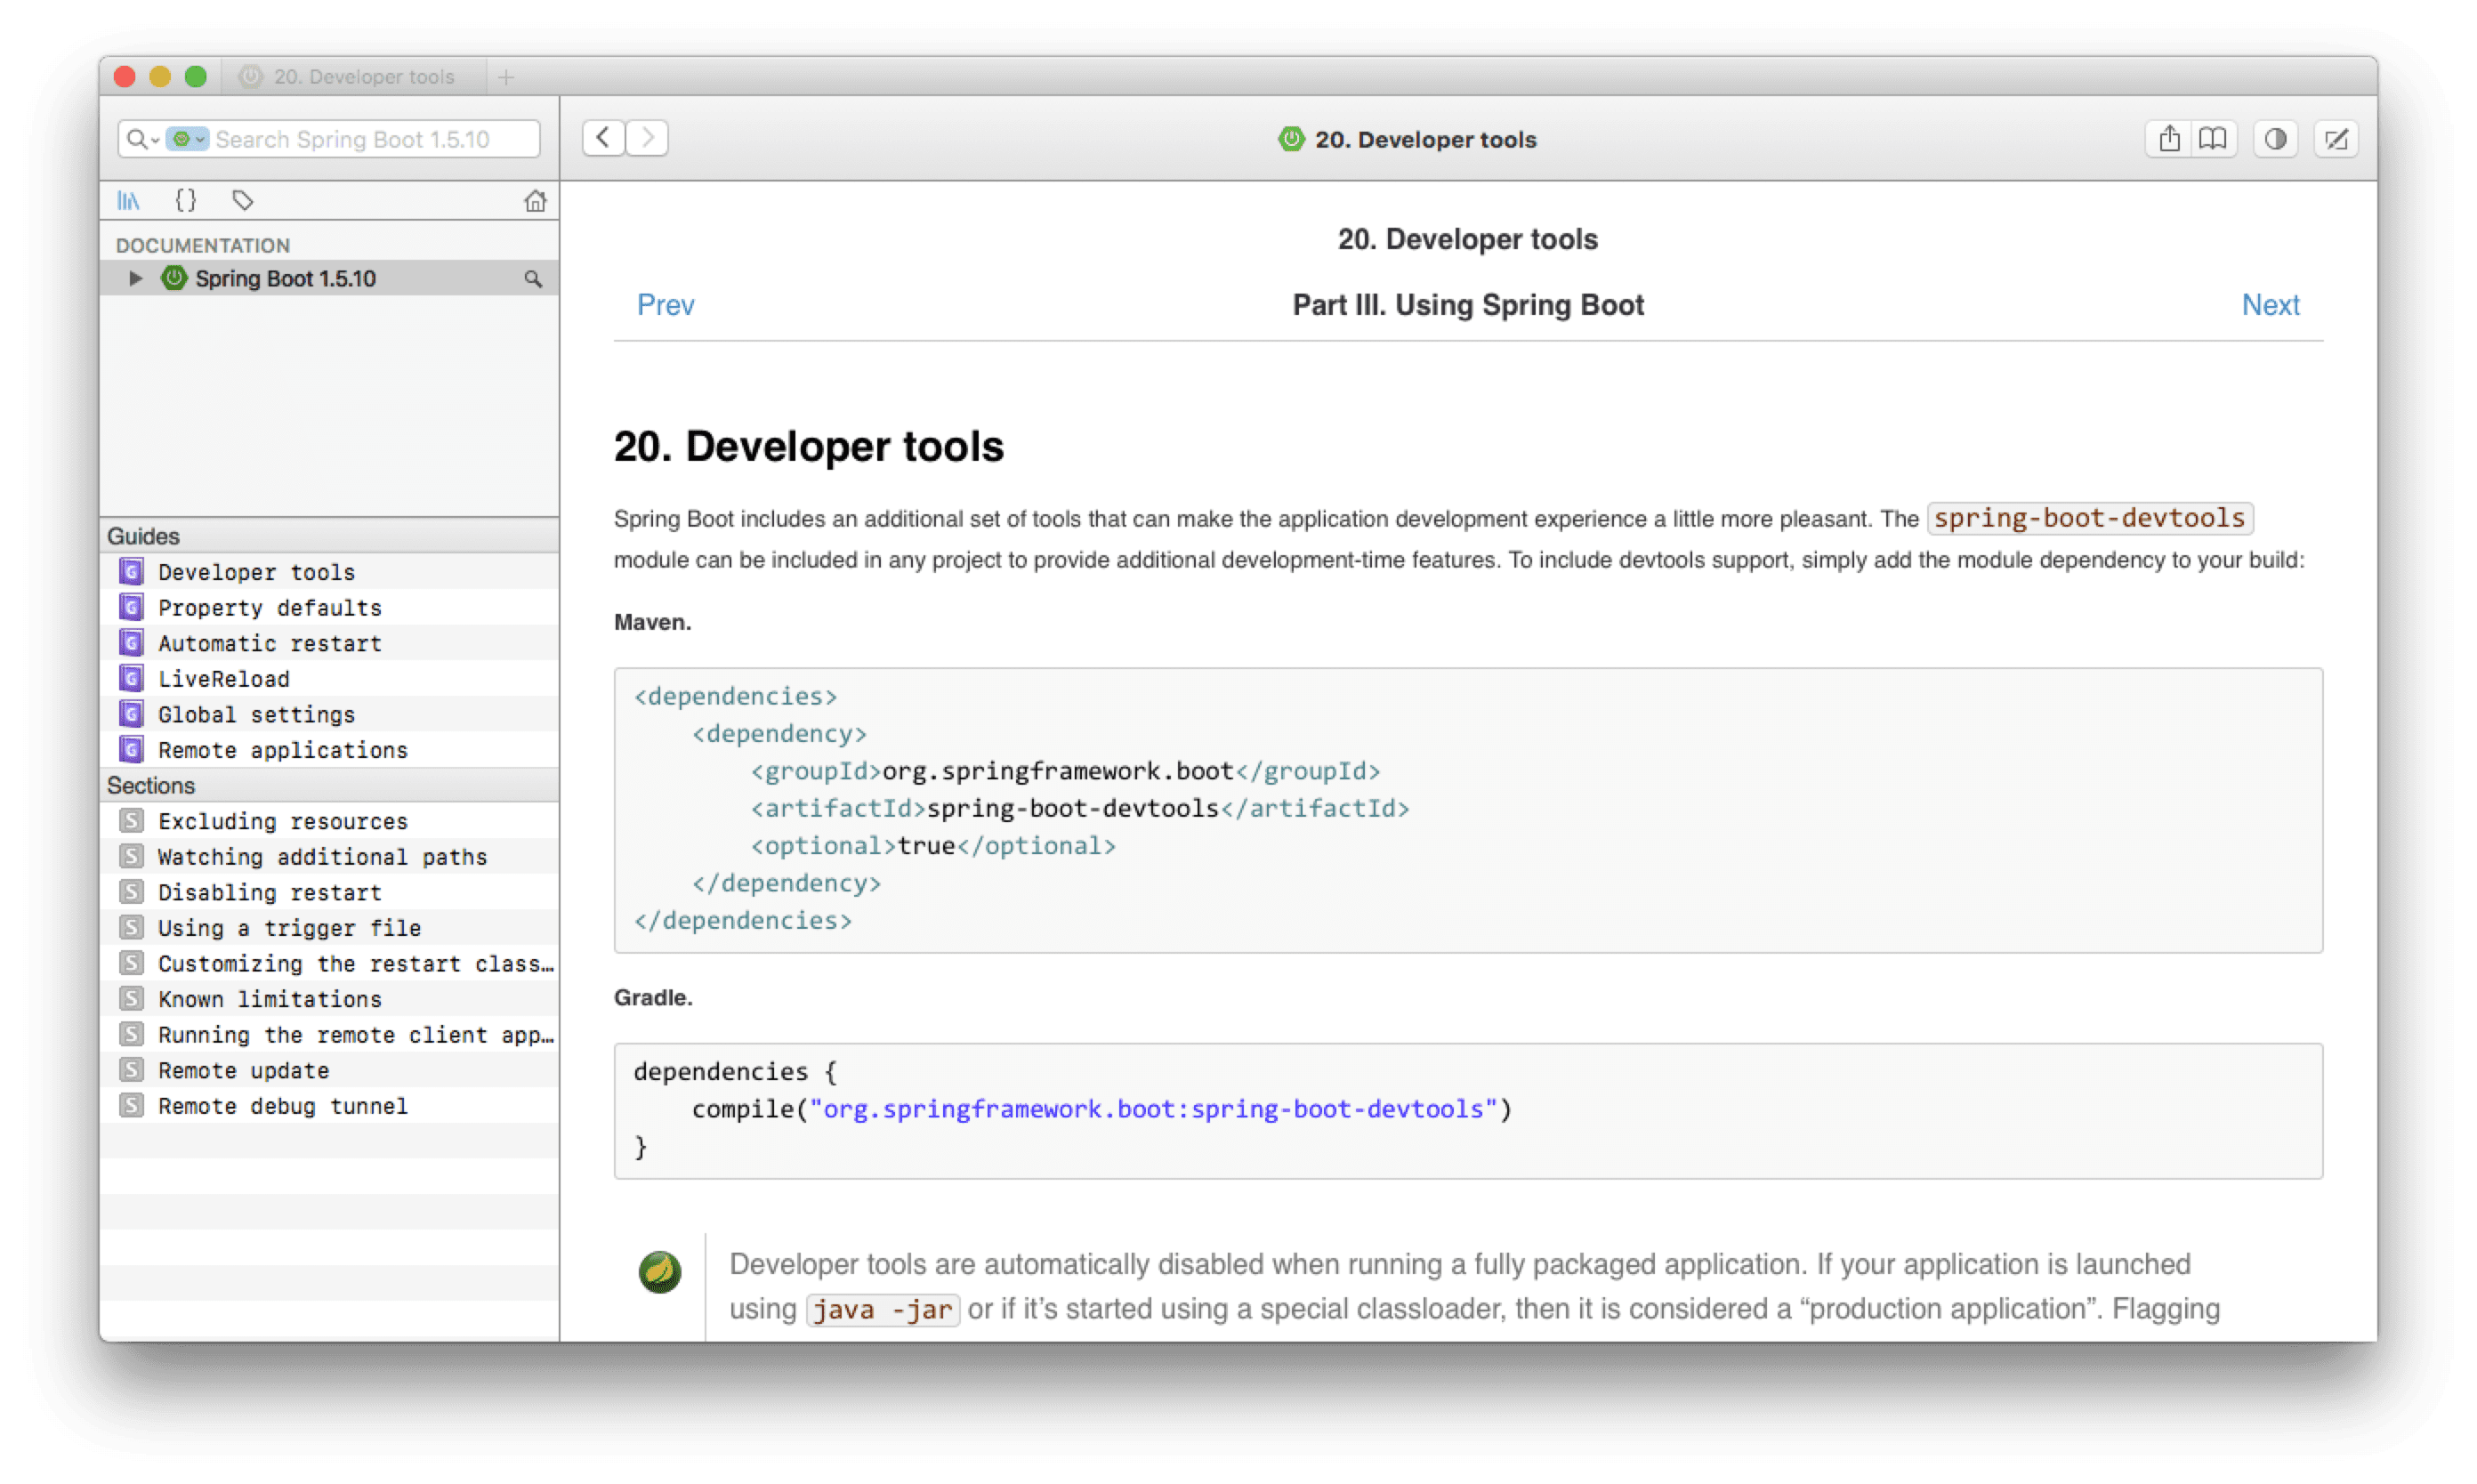 20. Developer tools
Search Spring Boot 1.5.10
20. Developer tools
DOCUMENTATION
Spring Boot 1.5.10
Guides
Developer tools
Property defaults
Automatic restart
LiveReload
Global settings
Remote applications
Sections
Excluding resources
Watching additional paths
Disabling restart
Using a trigger file
Customizing the restart class…
Known limitations
Running the remote client app…
Remote update
Remote debug tunnel
20. Developer tools
Prev Part III. Using Spring Boot Next
20. Developer tools
Spring Boot includes an additional set of tools that can make the application development experience a little more pleasant. The spring-boot-devtools
module can be included in any project to provide additional development-time features. To include devtools support, simply add the module dependency to your build:
Maven.
<dependencies>
    <dependency>
        <groupId>org.springframework.boot</groupId>
        <artifactId>spring-boot-devtools</artifactId>
        <optional>true</optional>
    </dependency>
</dependencies>
Gradle.
dependencies {
    compile("org.springframework.boot:spring-boot-devtools")
}
Developer tools are automatically disabled when running a fully packaged application. If your application is launched
using java -jar or if it’s started using a special classloader, then it is considered a “production application”. Flagging